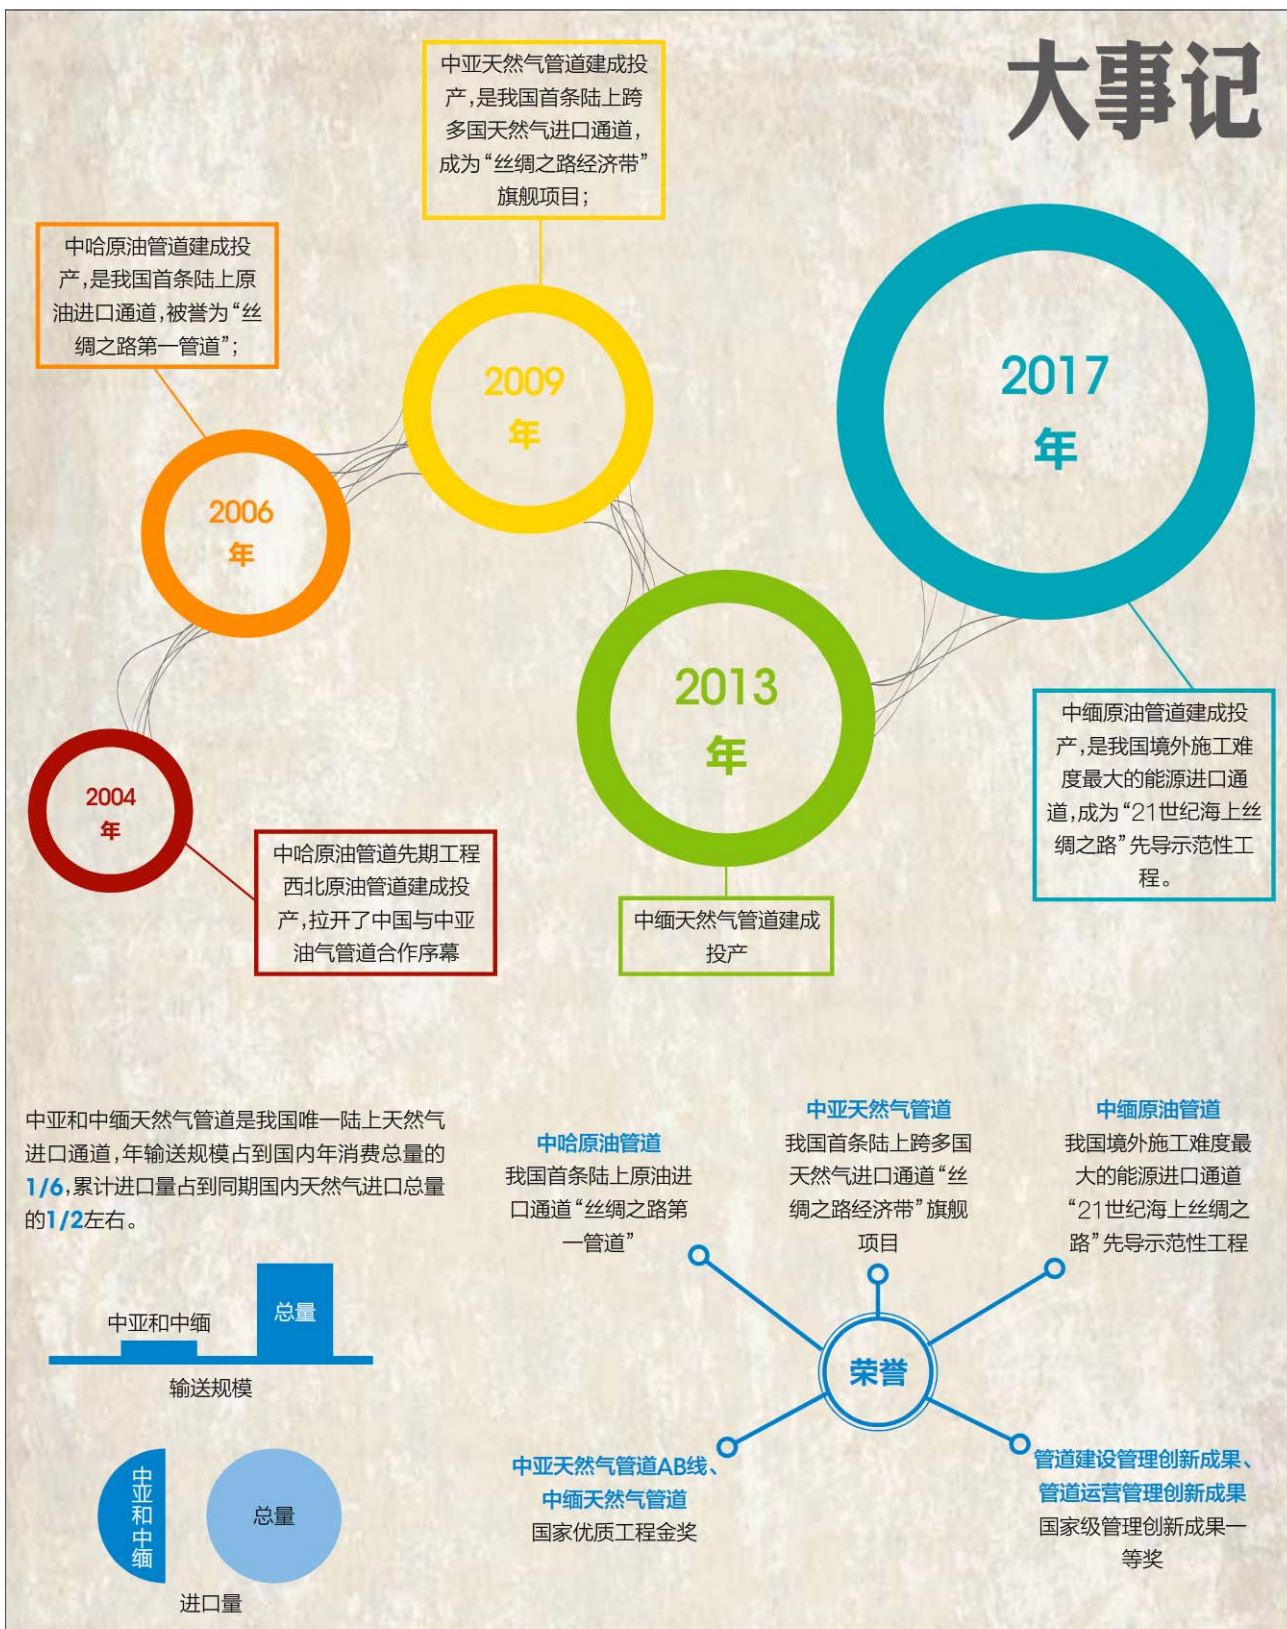 大事记
中亚天然气管道建成投
产,是我国首条陆上跨
多国天然气进口通道,
成为“丝绸之路经济带”
旗舰项目;
中哈原油管道建成投
产,是我国首条陆上原
油进口通道,被誉为“丝
绸之路第一管道”;
2009
年
2017
年
2006
年
2013
年
2004
年
中缅原油管道建成投
产,是我国境外施工难
度最大的能源进口通
道,成为“21世纪海上丝
绸之路”先导示范性工
程。
中哈原油管道先期工程
西北原油管道建成投
产,拉开了中国与中亚
油气管道合作序幕
中缅天然气管道建成
投产
中亚和中缅天然气管道是我国唯一陆上天然气
进口通道,年输送规模占到国内年消费总量的
1/6,累计进口量占到同期国内天然气进口总量
的1/2左右。
中亚和中缅
总量
输送规模
中亚和中缅
总量
进口量
中哈原油管道
我国首条陆上原油进
口通道“丝绸之路第
一管道”
中亚天然气管道
我国首条陆上跨多国
天然气进口通道“丝
绸之路经济带”旗舰
项目
中缅原油管道
我国境外施工难度最
大的能源进口通道
“21世纪海上丝绸之
路”先导示范性工程
荣誉
中亚天然气管道AB线、
中缅天然气管道
国家优质工程金奖
管道建设管理创新成果、
管道运营管理创新成果
国家级管理创新成果一
等奖